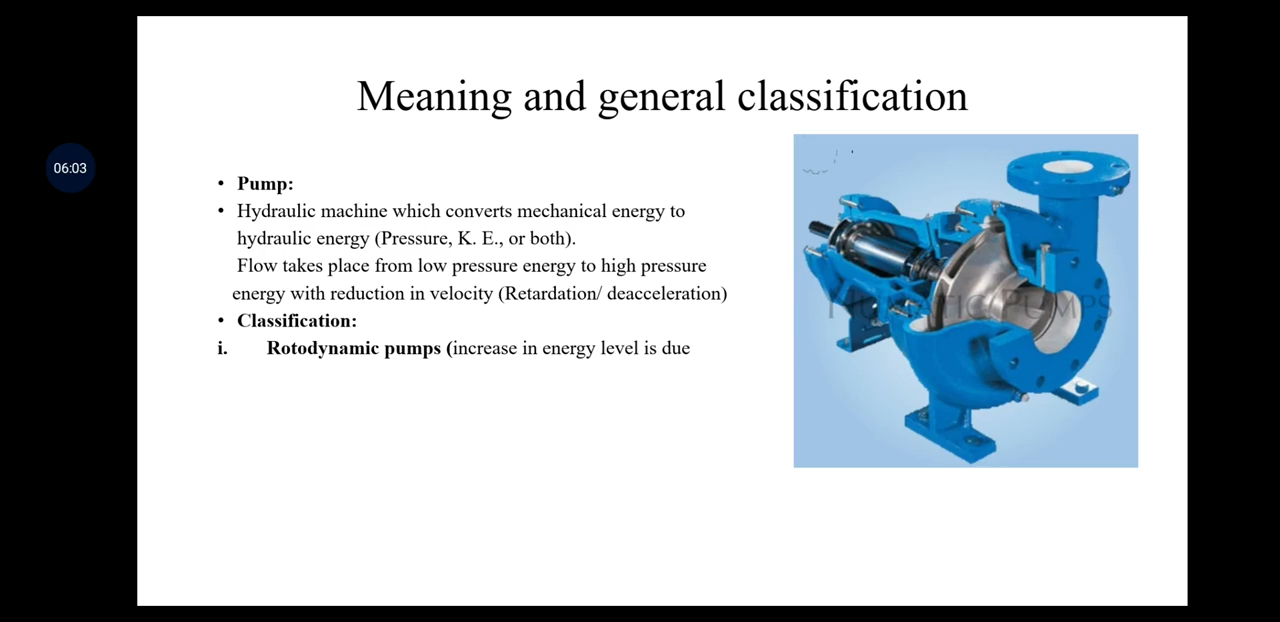 Meaning and general classification
06:03
• Pump:
• Hydraulic machine which converts mechanical energy to
hydraulic energy (Pressure, K. E., or both).
Flow takes place from low pressure energy to high pressure
energy with reduction in velocity (Retardation/ deacceleration)
• Classification:
i. Rotodynamic pumps (increase in energy level is due
Pumps